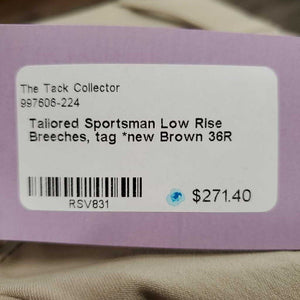 The Tack Collector
997606-224
Tailored Sportsman Low Rise
Breeches, tag *new Brown 36R
RSV831
$271.40